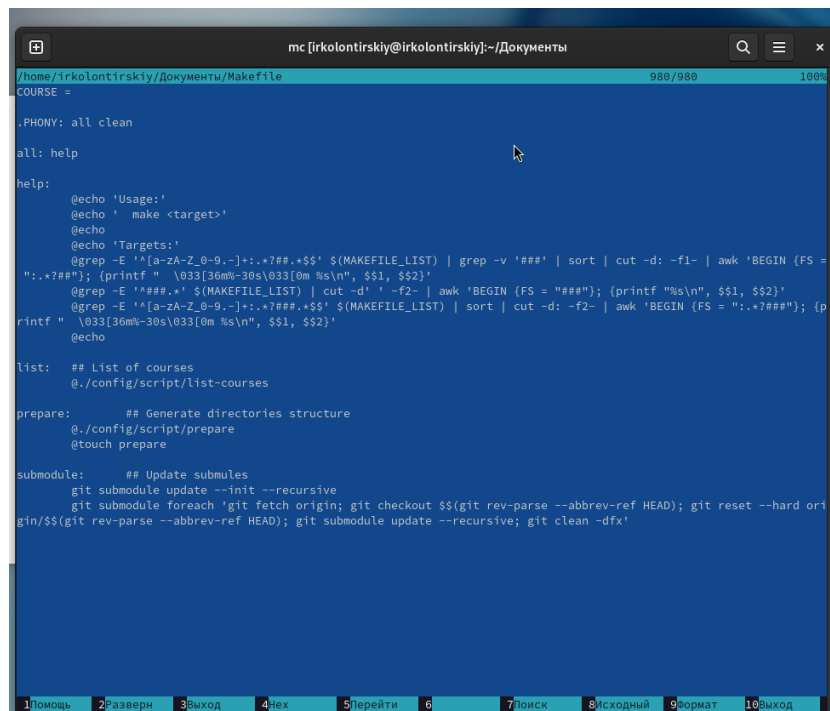 mc [irkolontirskiy@irkolontirskiy]:~/Документы
/home/irkolontirskiy/Документы/Makefile 980/980 100%
COURSE =
.PHONY: all clean
all: help
help:
@echo 'Usage:'
@echo '  make <target>'
@echo
@echo 'Targets:'
@grep -E '^[a-zA-Z_0-9.-]+:.*?##.*$$' $(MAKEFILE_LIST) | grep -v '###' | sort | cut -d: -f1- | awk 'BEGIN {FS =
":.*?##"}; {printf "  \033[36m%-30s\033[0m %s\n", $$1, $$2}'
@grep -E '^###.*' $(MAKEFILE_LIST) | cut -d' ' -f2- | awk 'BEGIN {FS = "###"}; {printf "%s\n", $$1, $$2}'
@grep -E '^[a-zA-Z_0-9.-]+:.*?###.*$$' $(MAKEFILE_LIST) | sort | cut -d: -f2- | awk 'BEGIN {FS = ":.*?###"}; {p
rintf "  \033[36m%-30s\033[0m %s\n", $$1, $$2}'
@echo
list:   ## List of courses
@./config/script/list-courses
prepare:        ## Generate directories structure
@./config/script/prepare
@touch prepare
submodule:      ## Update submules
git submodule update --init --recursive
git submodule foreach 'git fetch origin; git checkout $$(git rev-parse --abbrev-ref HEAD); git reset --hard ori
gin/$$(git rev-parse --abbrev-ref HEAD); git submodule update --recursive; git clean -dfx'
1Помощь 2Разверн 3Выход 4Hex 5Перейти 6 7Поиск 8Исходный 9Формат 10Выход